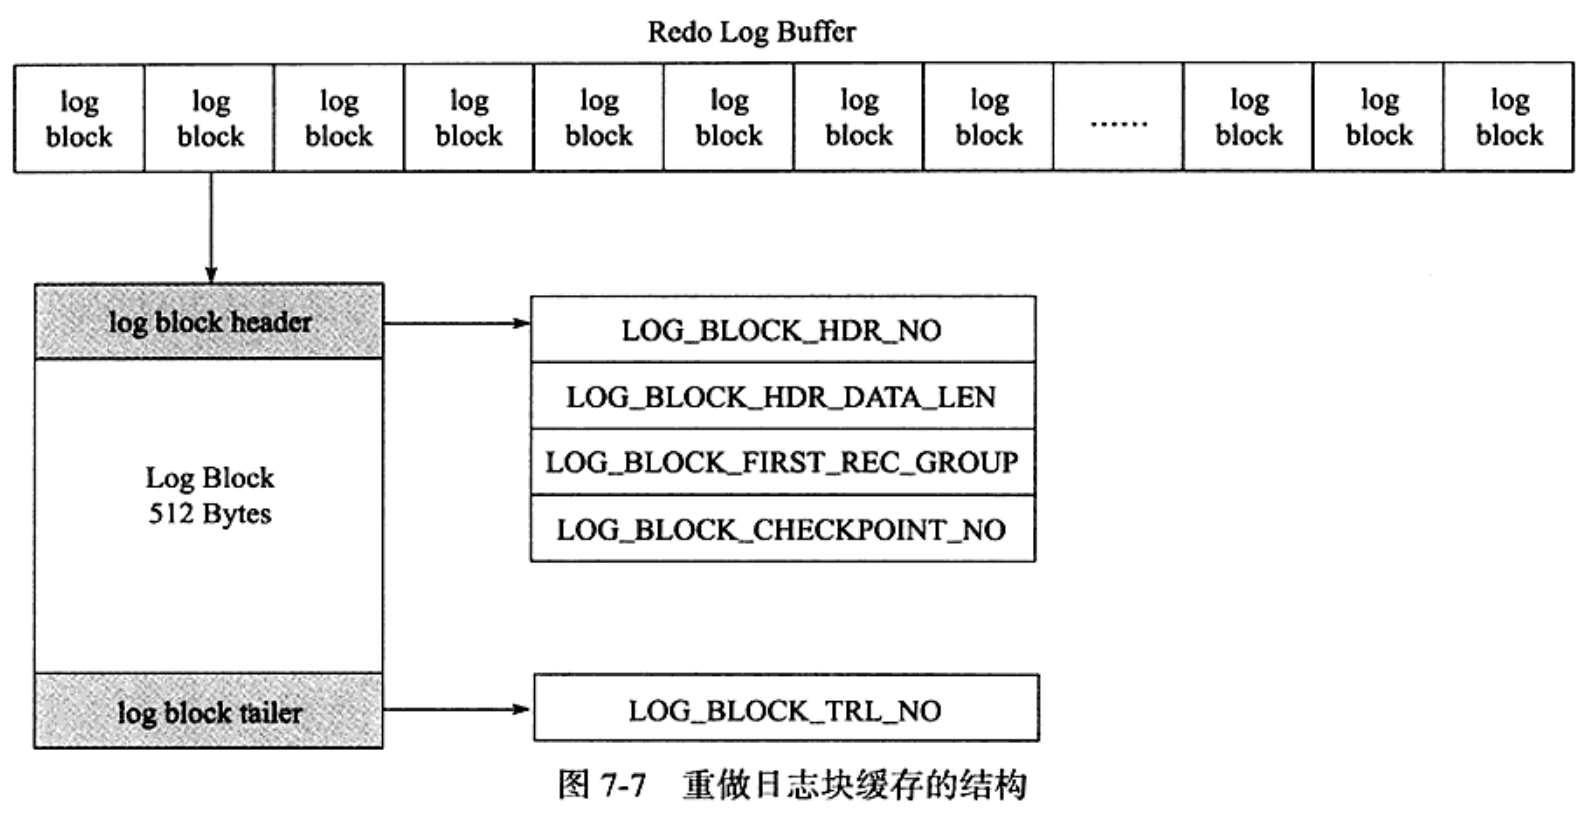 Redo Log Buffer
log block
log block
log block
log block
log block
log block
log block
log block
......
log block
log block
log block
log block header
LOG_BLOCK_HDR_NO
LOG_BLOCK_HDR_DATA_LEN
LOG_BLOCK_FIRST_REC_GROUP
LOG_BLOCK_CHECKPOINT_NO
Log Block
512 Bytes
log block tailer
LOG_BLOCK_TRL_NO
图 7-7 重做日志块缓存的结构